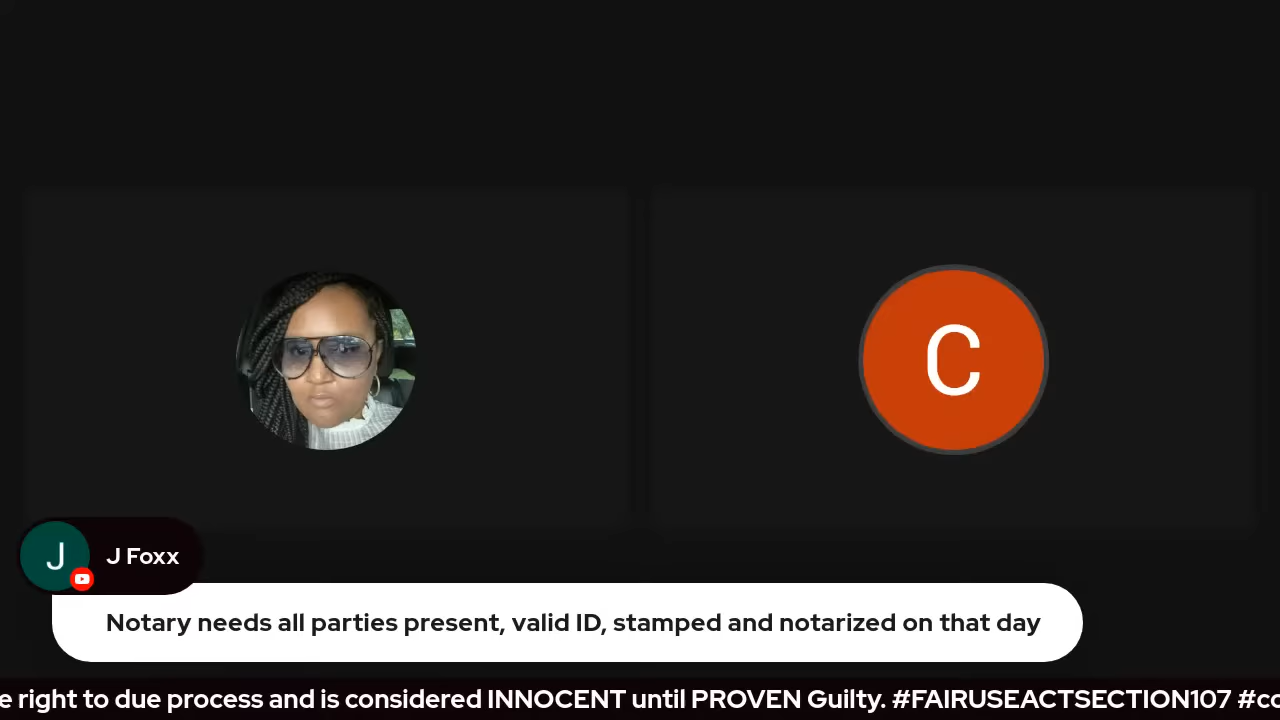 C
J
J Foxx
Notary needs all parties present, valid ID, stamped and notarized on that day
e right to due process and is considered INNOCENT until PROVEN Guilty. #FAIRUSEACTSECTION107 #co